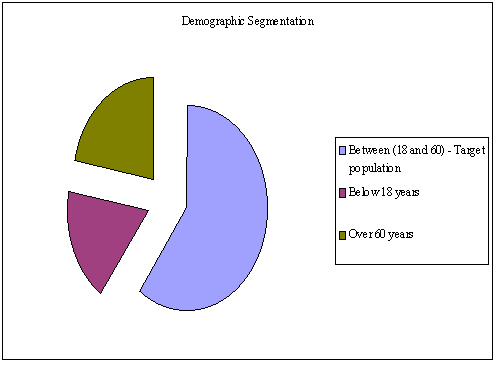 Demographic Segmentation
Between (18 and 60) - Target
population
Below 18 years
Over 60 years